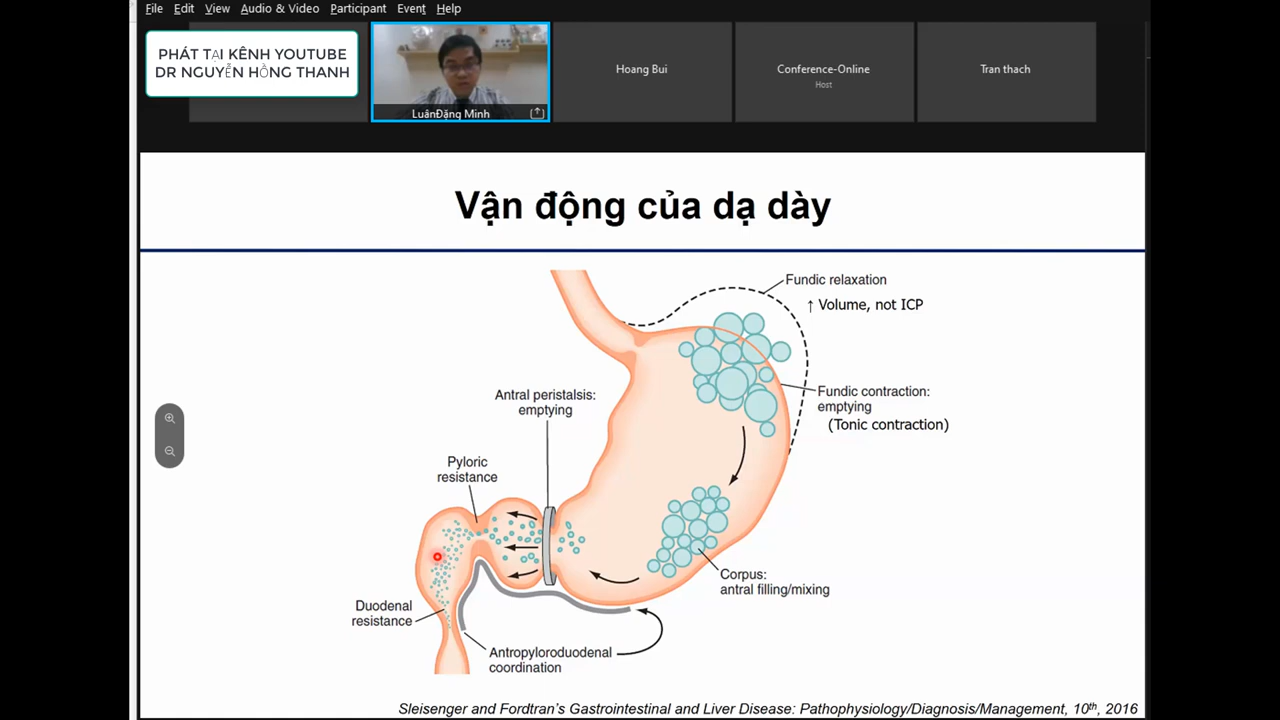 File Edit View Audio & Video Participant Event Help
PHÁT TẠI KÊNH YOUTUBE
DR NGUYỄN HỒNG THANH
LuânĐặng Minh
Hoang Bui
Conference-Online
Host
Tran thach
Vận động của dạ dày
Fundic relaxation
↑ Volume, not ICP
Fundic contraction:
emptying
(Tonic contraction)
Antral peristalsis:
emptying
Pyloric
resistance
Corpus:
antral filling/mixing
Duodenal
resistance
Antropyloroduodenal
coordination
Sleisenger and Fordtran's Gastrointestinal and Liver Disease: Pathophysiology/Diagnosis/Management, 10th, 2016